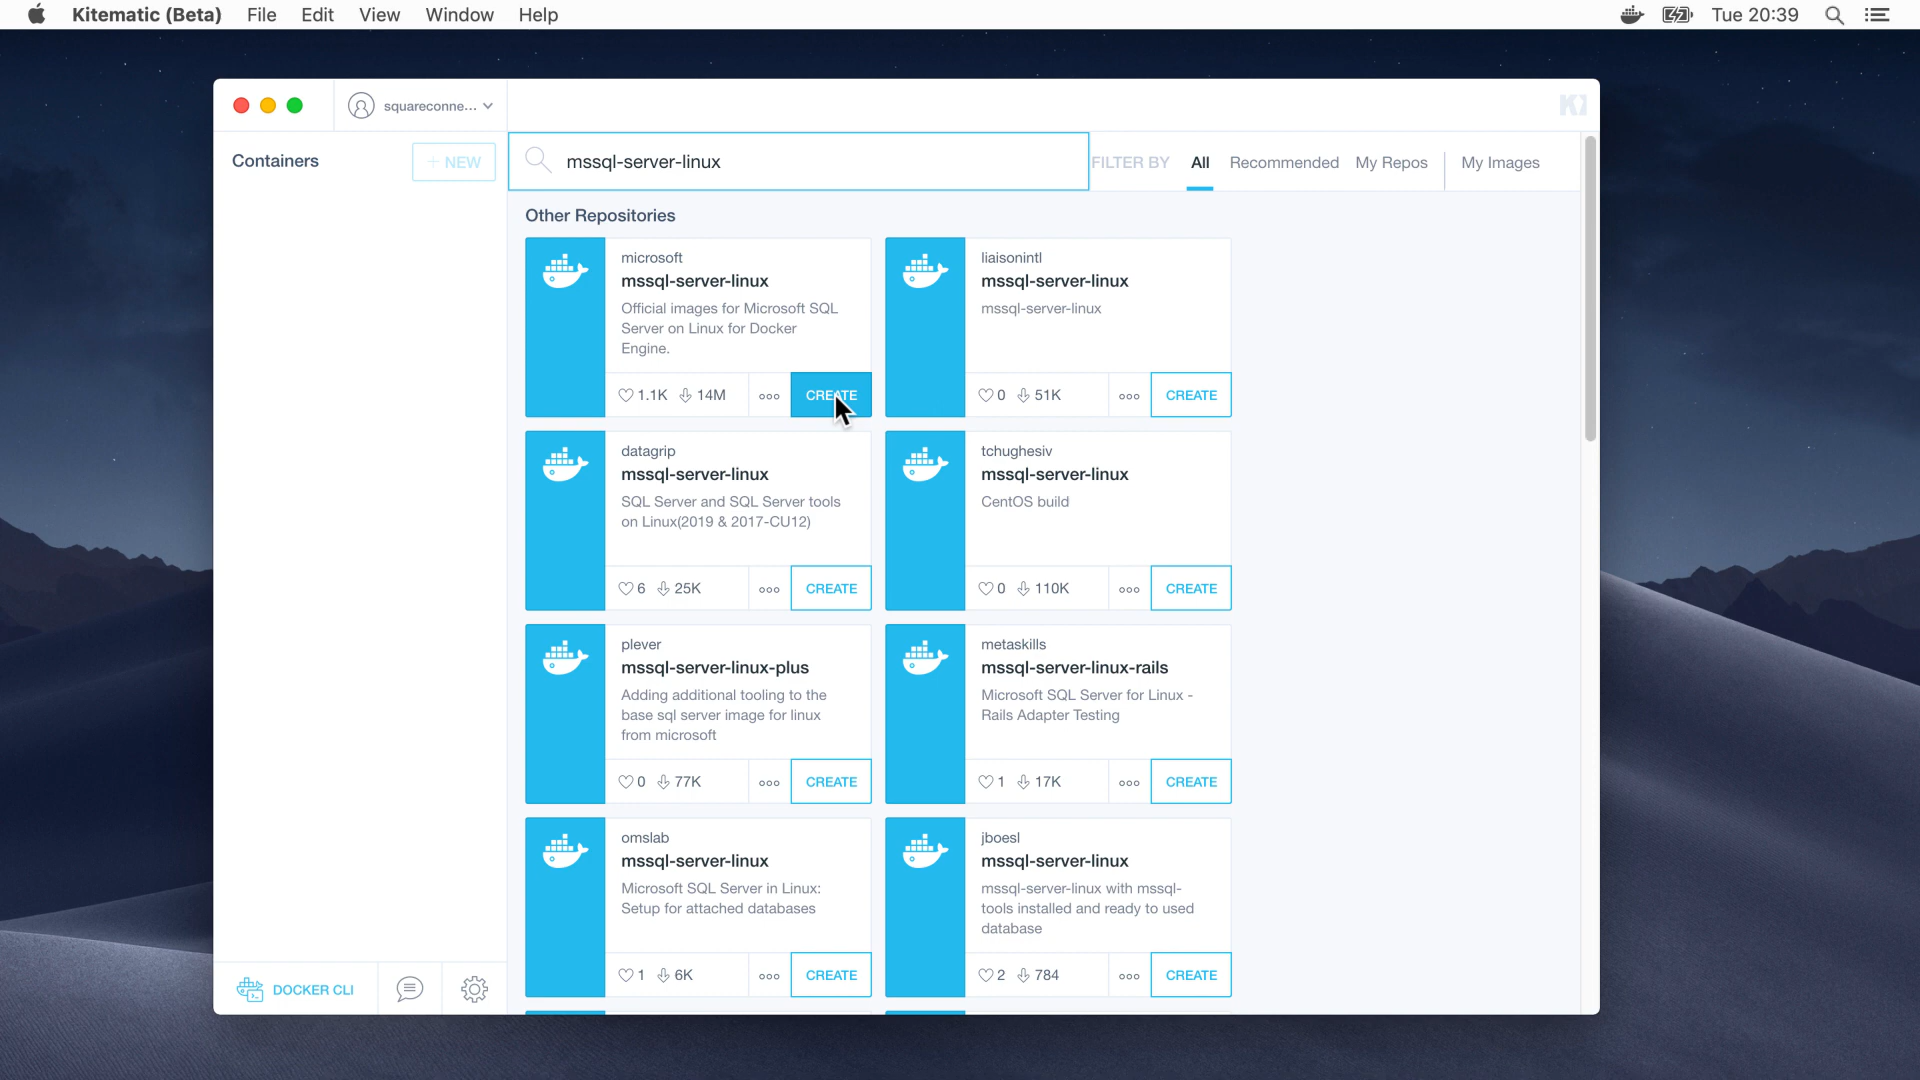 Kitematic (Beta) File Edit View Window Help
Tue 20:39
squareconne...
Containers
+ NEW
mssql-server-linux
FILTER BY All Recommended My Repos My Images
Other Repositories
microsoft
mssql-server-linux
Official images for Microsoft SQL
Server on Linux for Docker
Engine.
1.1K 14M
CREATE
liaisonintl
mssql-server-linux
mssql-server-linux
0 51K
CREATE
datagrip
mssql-server-linux
SQL Server and SQL Server tools
on Linux(2019 & 2017-CU12)
6 25K
CREATE
tchughesiv
mssql-server-linux
CentOS build
0 110K
CREATE
plever
mssql-server-linux-plus
Adding additional tooling to the
base sql server image for linux
from microsoft
0 77K
CREATE
metaskills
mssql-server-linux-rails
Microsoft SQL Server for Linux -
Rails Adapter Testing
1 17K
CREATE
omslab
mssql-server-linux
Microsoft SQL Server in Linux:
Setup for attached databases
1 6K
CREATE
jboesl
mssql-server-linux
mssql-server-linux with mssql-
tools installed and ready to used
database
2 784
CREATE
DOCKER CLI